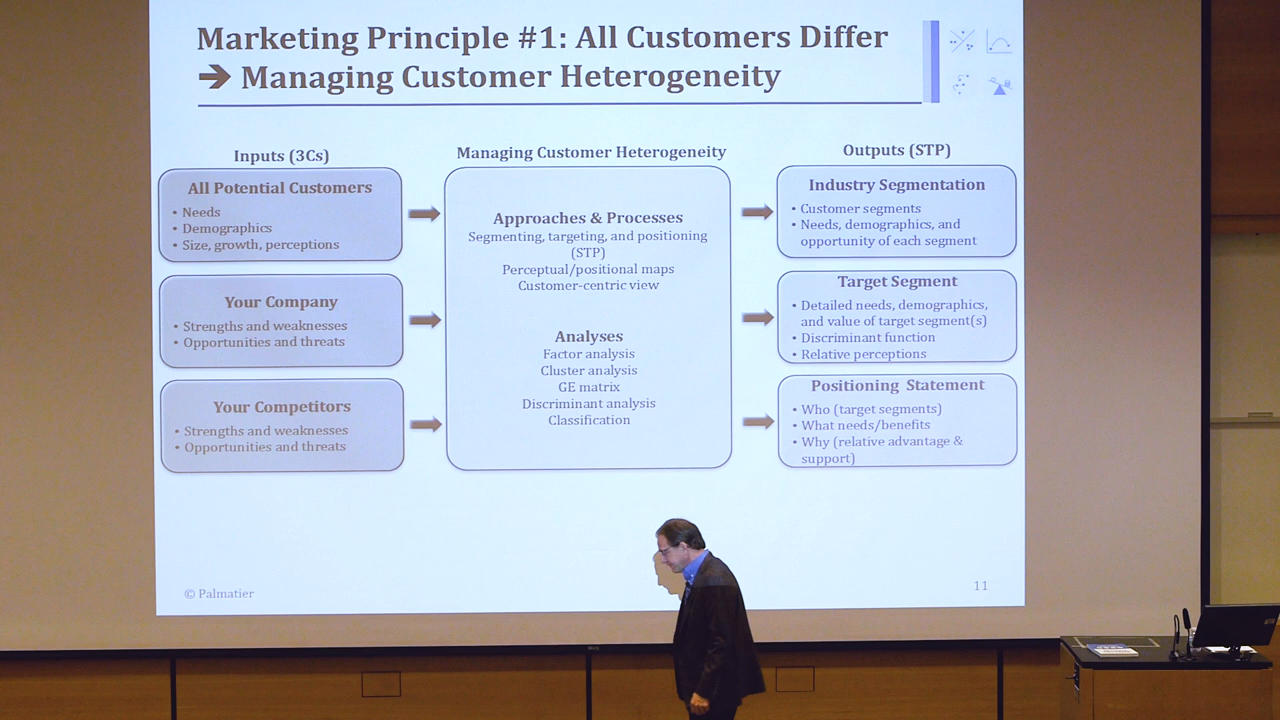 Marketing Principle #1: All Customers Differ
➔ Managing Customer Heterogeneity
Inputs (3Cs)
All Potential Customers
• Needs
• Demographics
• Size, growth, perceptions
Your Company
• Strengths and weaknesses
• Opportunities and threats
Your Competitors
• Strengths and weaknesses
• Opportunities and threats
Managing Customer Heterogeneity
Approaches & Processes
Segmenting, targeting, and positioning
(STP)
Perceptual/positional maps
Customer-centric view
Analyses
Factor analysis
Cluster analysis
GE matrix
Discriminant analysis
Classification
Outputs (STP)
Industry Segmentation
• Customer segments
• Needs, demographics, and
opportunity of each segment
Target Segment
• Detailed needs, demographics,
and value of target segment(s)
• Discriminant function
• Relative perceptions
Positioning Statement
• Who (target segments)
• What needs/benefits
• Why (relative advantage &
support)
© Palmatier
11